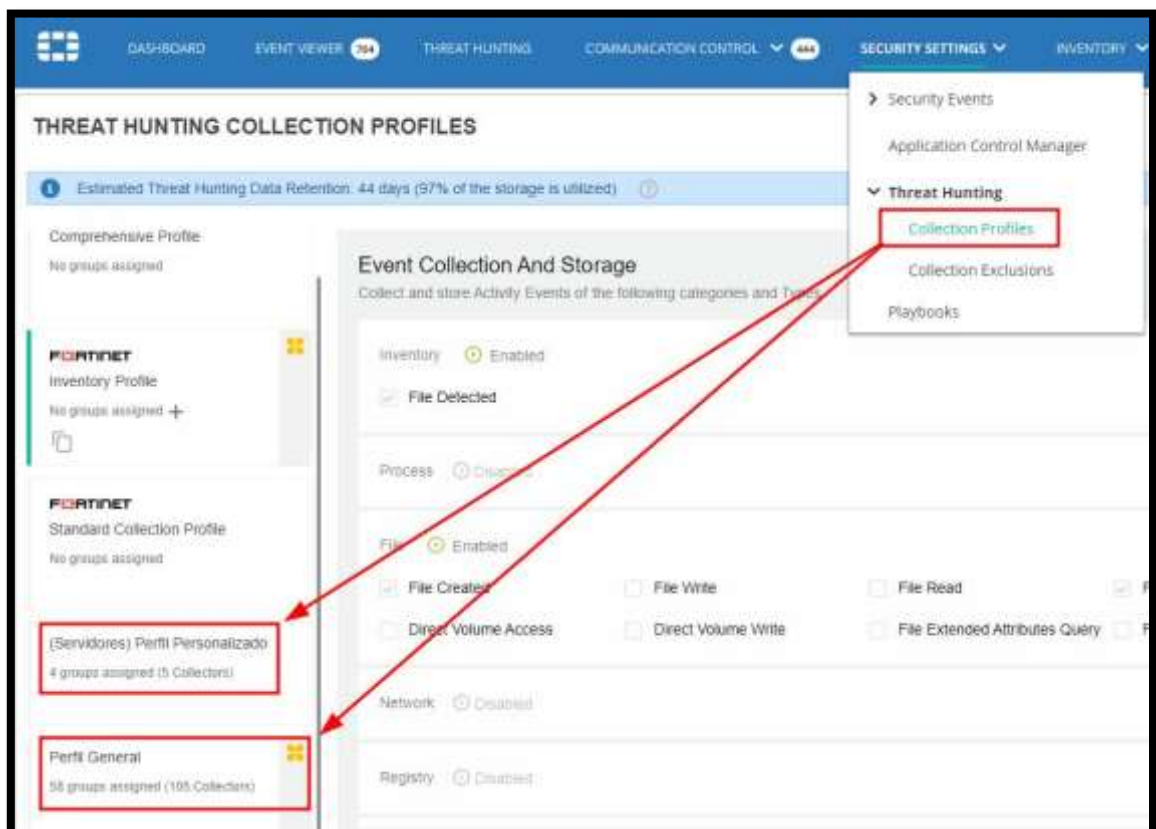 DASHBOARD
EVENT VIEWER 764
THREAT HUNTING
COMMUNICATION CONTROL 444
SECURITY SETTINGS
INVENTORY
Security Events
Application Control Manager
Threat Hunting
Collection Profiles
Collection Exclusions
Playbooks
THREAT HUNTING COLLECTION PROFILES
Estimated Threat Hunting Data Retention: 44 days (97% of the storage is utilized)
Comprehensive Profile
No groups assigned
FORTINET
Inventory Profile
No groups assigned +
FORTINET
Standard Collection Profile
No groups assigned
(Servidores) Perfil Personalizado
4 groups assigned (5 Collectors)
Perfil General
58 groups assigned (105 Collectors)
Event Collection And Storage
Collect and store Activity Events of the following categories and Types
Inventory Enabled
File Detected
Process Disabled
File Enabled
File Created File Write File Read F
Direct Volume Access Direct Volume Write File Extended Attributes Query F
Network Disabled
Registry Disabled